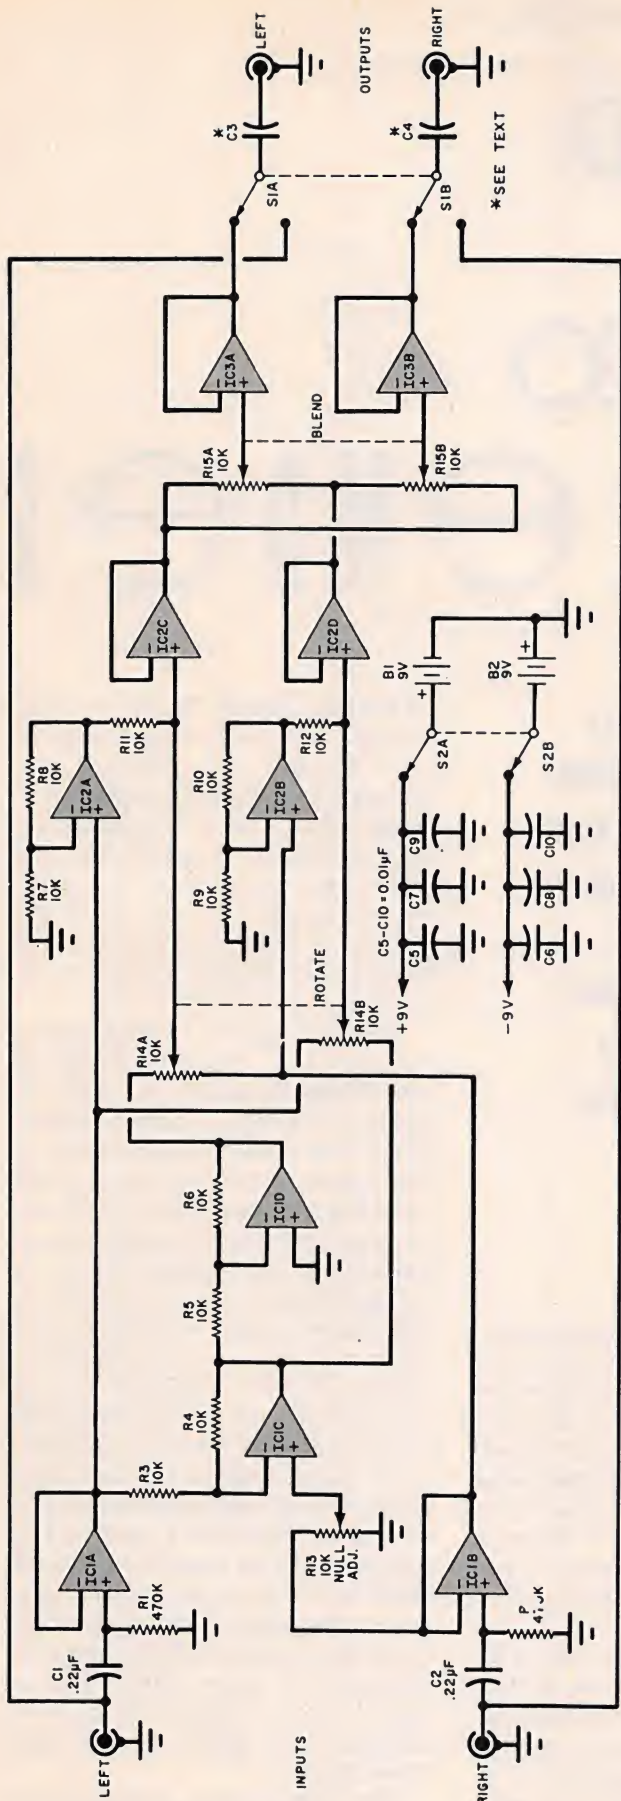 LEFT
RIGHT
OUTPUTS
*
C3
*
C4
*SEE TEXT
S1A
S1B
-
+
IC3A
-
+
IC3B
BLEND
R15A
10K
R15B
10K
-
+
IC2C
-
+
IC2D
B1
9V
+
B2
9V
+
S2A
S2B
R8
10K
R7
10K
-
+
IC2A
R11
10K
R10
10K
R9
10K
-
+
IC2B
R12
10K
C9
C7
C5
C5-C10=0.01µF
C10
C8
C6
+9V
-9V
ROTATE
R14A
10K
R14B
10K
R6
10K
-
+
IC1D
R5
10K
R4
10K
-
+
IC1C
R3
10K
R13
10K
NULL
ADJ.
-
+
IC1A
R1
470K
C1
.22µF
-
+
IC1B
C2
.22µF
INPUTS
LEFT
RIGHT